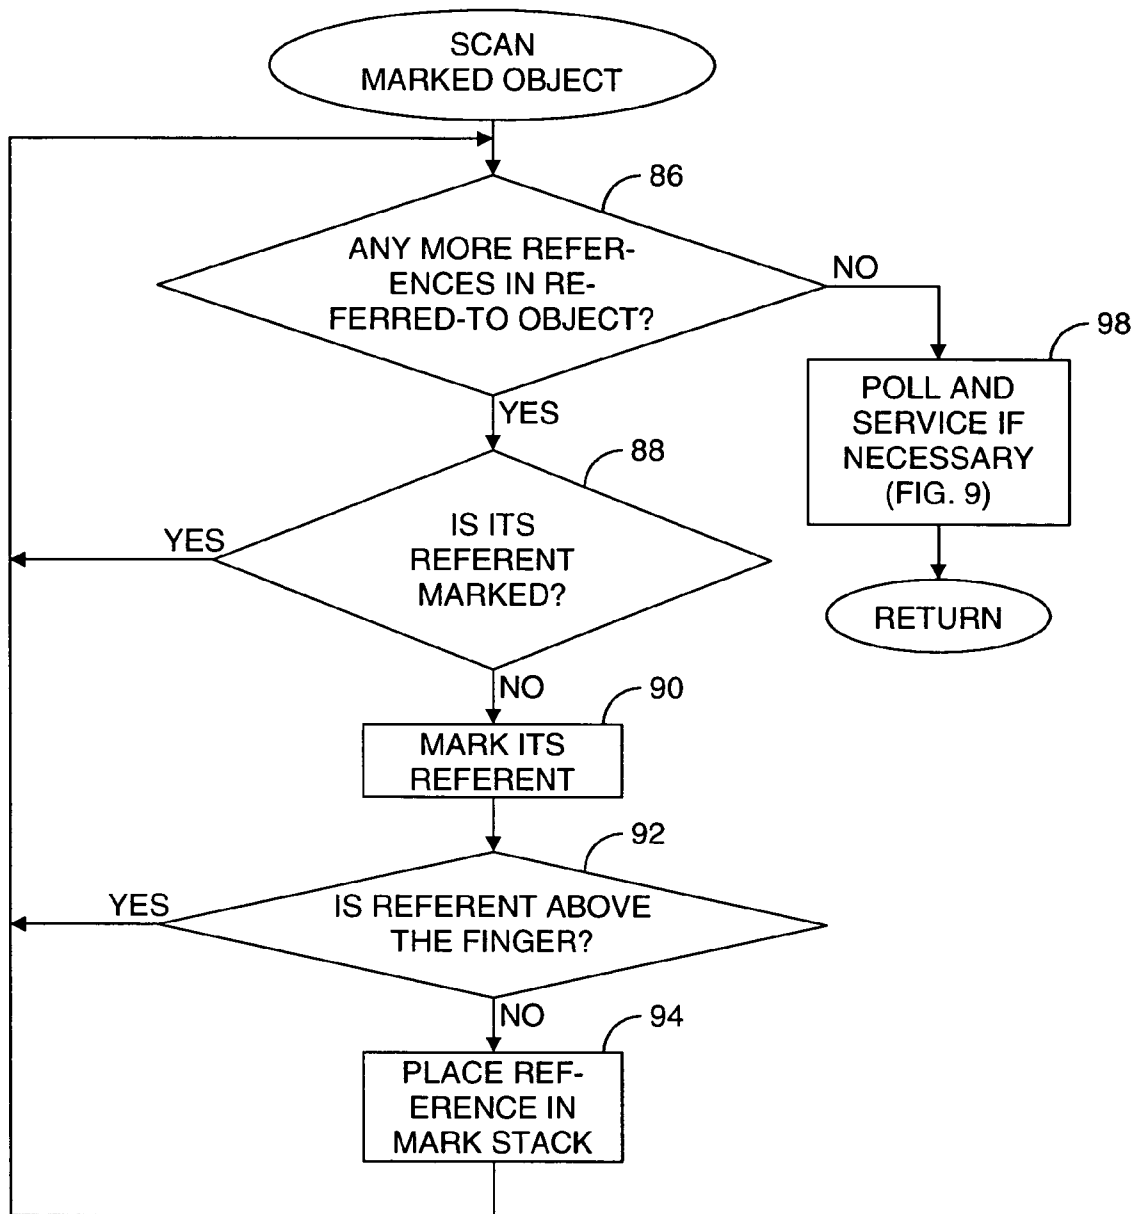 SCAN
MARKED OBJECT
86
ANY MORE REFER-
ENCES IN RE-
FERRED-TO OBJECT?
NO
98
POLL AND
SERVICE IF
NECESSARY
(FIG. 9)
RETURN
YES
88
IS ITS
REFERENT
MARKED?
YES
NO
90
MARK ITS
REFERENT
92
IS REFERENT ABOVE
THE FINGER?
YES
NO
94
PLACE REF-
ERENCE IN
MARK STACK